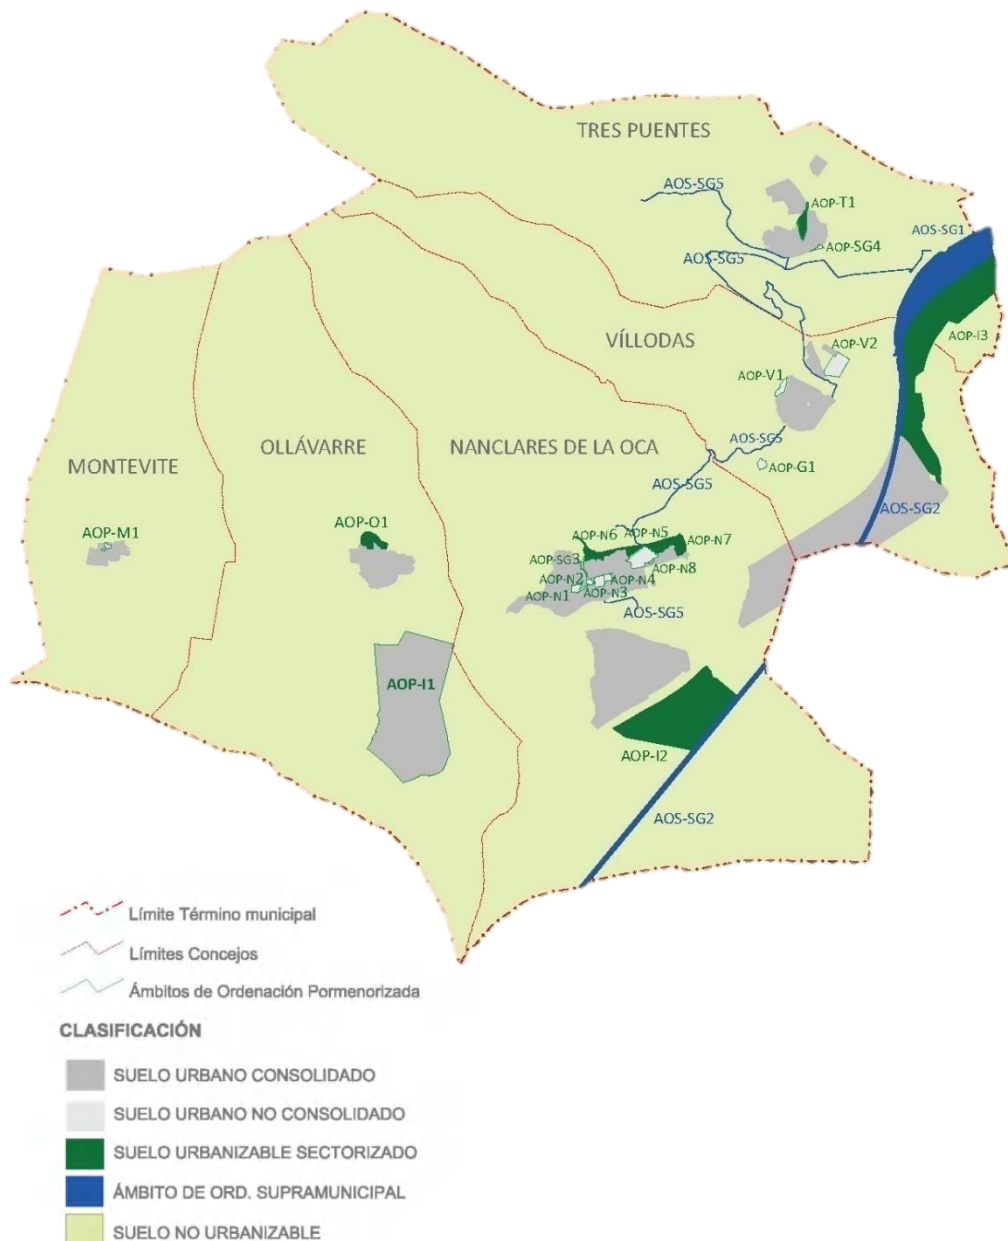 TRES PUENTES
AOS-SG5
AOP-T1
AOS-SG1
AOP-SG4
AOS-SG5
AOP-I3
VÍLLODAS
AOP-V2
AOP-V1
AOS-SG5
OLLÁVARRE
NANCLARES DE LA OCA
MONTEVITE
AOP-G1
AOS-SG5
AOS-SG2
AOP-M1
AOP-O1
AOP-N6
AOP-N5
AOP-N7
AOP-SG3
AOP-N8
AOP-N2
AOP-N4
AOP-N1
AOP-N3
AOS-SG5
AOP-I1
AOP-I2
AOS-SG2
Límite Término municipal
Límites Concejos
Ámbitos de Ordenación Pormenorizada
CLASIFICACIÓN
SUELO URBANO CONSOLIDADO
SUELO URBANO NO CONSOLIDADO
SUELO URBANIZABLE SECTORIZADO
ÁMBITO DE ORD. SUPRAMUNICIPAL
SUELO NO URBANIZABLE